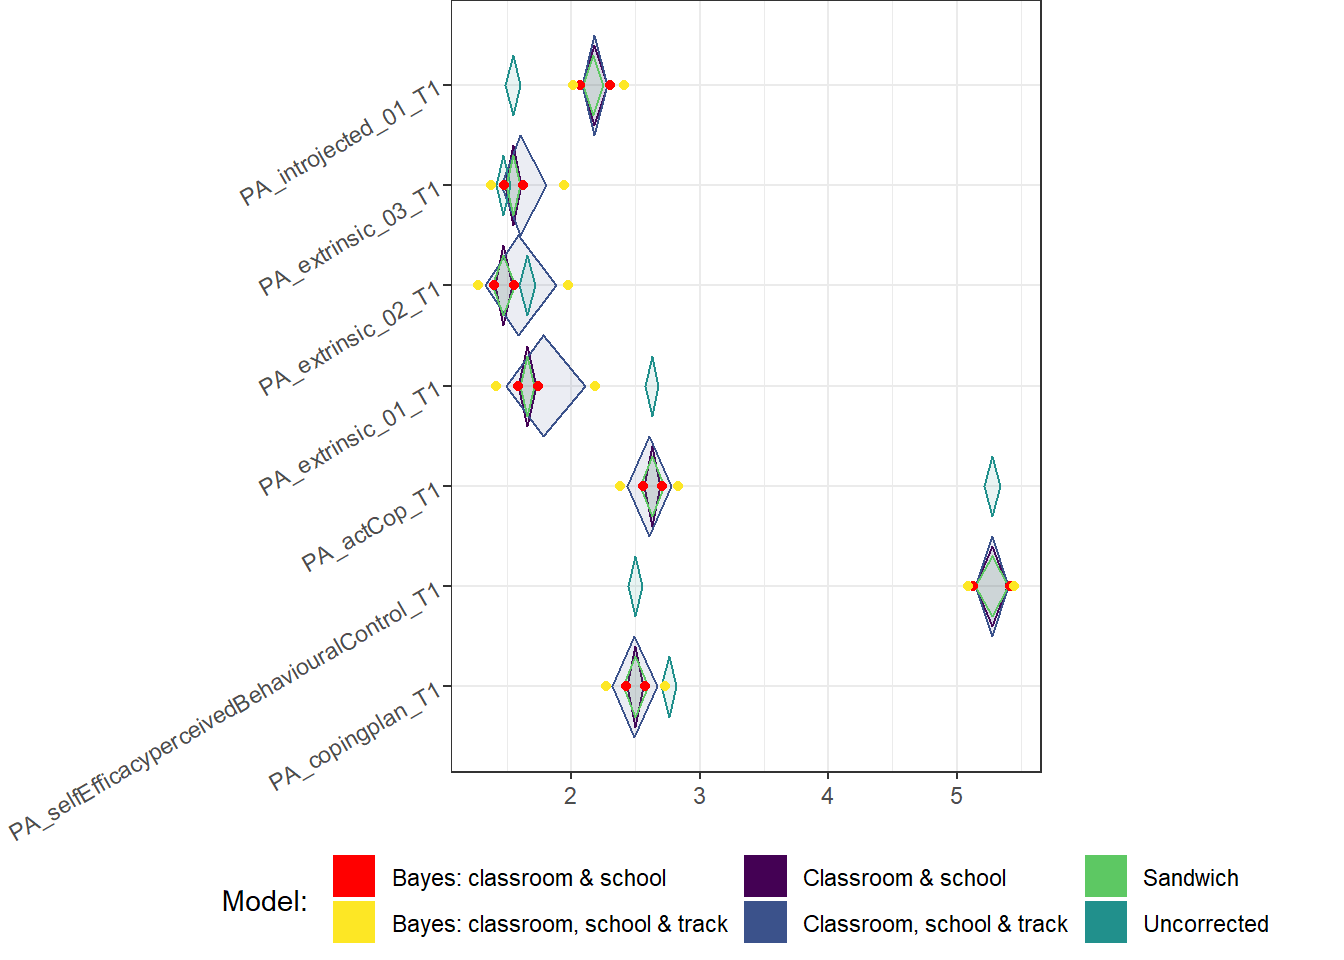 PA_introjected_01_T1
PA_extrinsic_03_T1
PA_extrinsic_02_T1
PA_extrinsic_01_T1
PA_actCop_T1
PA_selfEfficacyperceivedBehaviouralControl_T1
PA_copingplan_T1
2 3 4 5
Model:
Bayes: classroom & school Classroom & school Sandwich
Bayes: classroom, school & track Classroom, school & track Uncorrected